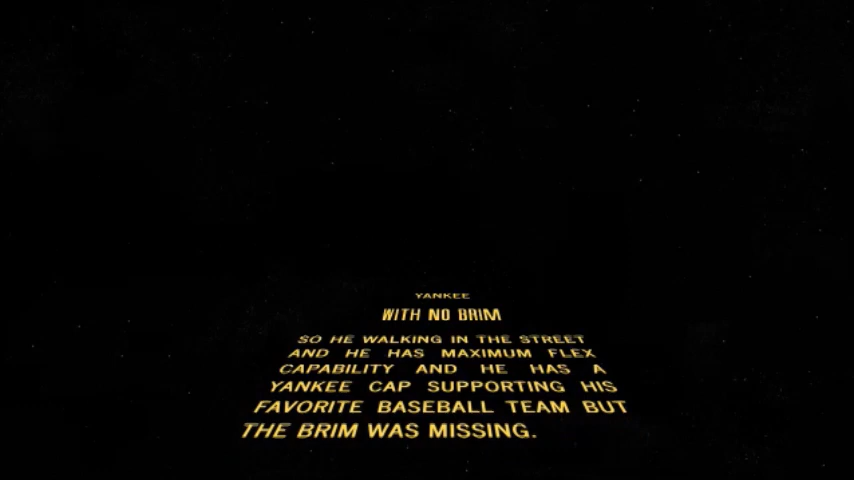 YANKEE
WITH NO BRIM
SO HE WALKING IN THE STREET
AND HE HAS MAXIMUM FLEX
CAPABILITY AND HE HAS A
YANKEE CAP SUPPORTING HIS
FAVORITE BASEBALL TEAM BUT
THE BRIM WAS MISSING.